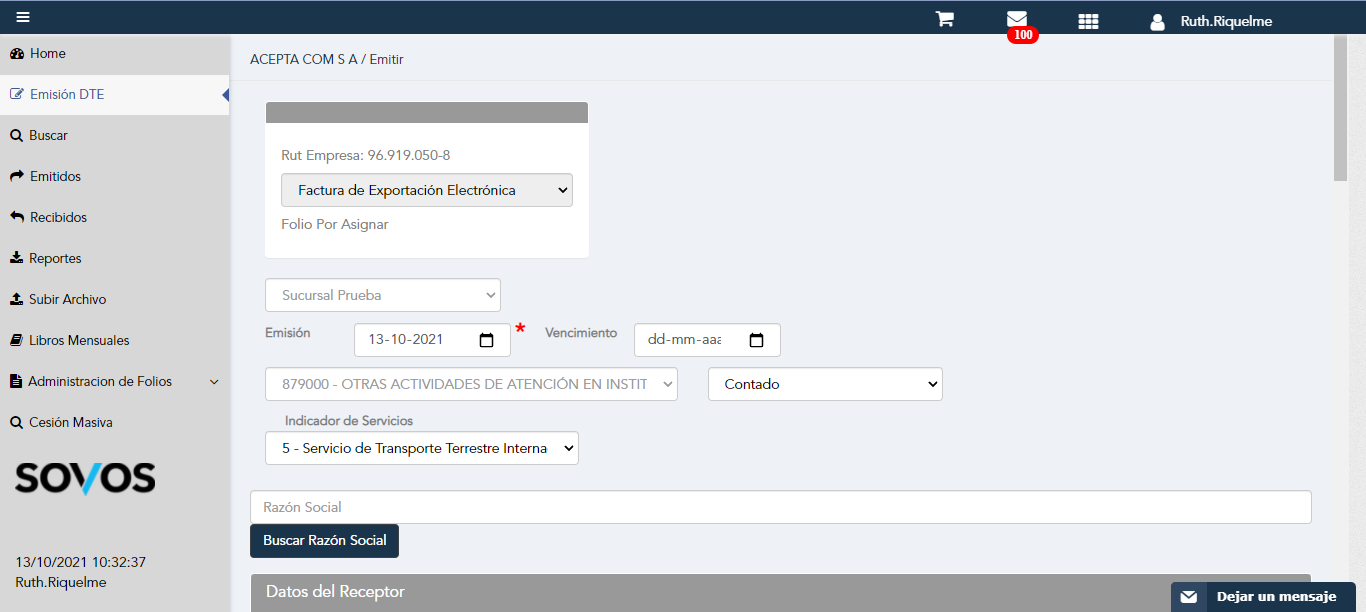 Ruth.Riquelme
100
Home
Emisión DTE
Buscar
Emitidos
Recibidos
Reportes
Subir Archivo
Libros Mensuales
Administracion de Folios
Cesión Masiva
SOVOS
13/10/2021 10:32:37
Ruth.Riquelme
ACEPTA COM S A / Emitir
Rut Empresa: 96.919.050-8
Factura de Exportación Electrónica
Folio Por Asignar
Sucursal Prueba
Emisión 13-10-2021 * Vencimiento dd-mm-aaa
879000 - OTRAS ACTIVIDADES DE ATENCIÓN EN INSTIT Contado
Indicador de Servicios
5 - Servicio de Transporte Terrestre Interna
Razón Social
Buscar Razón Social
Datos del Receptor
Dejar un mensaje